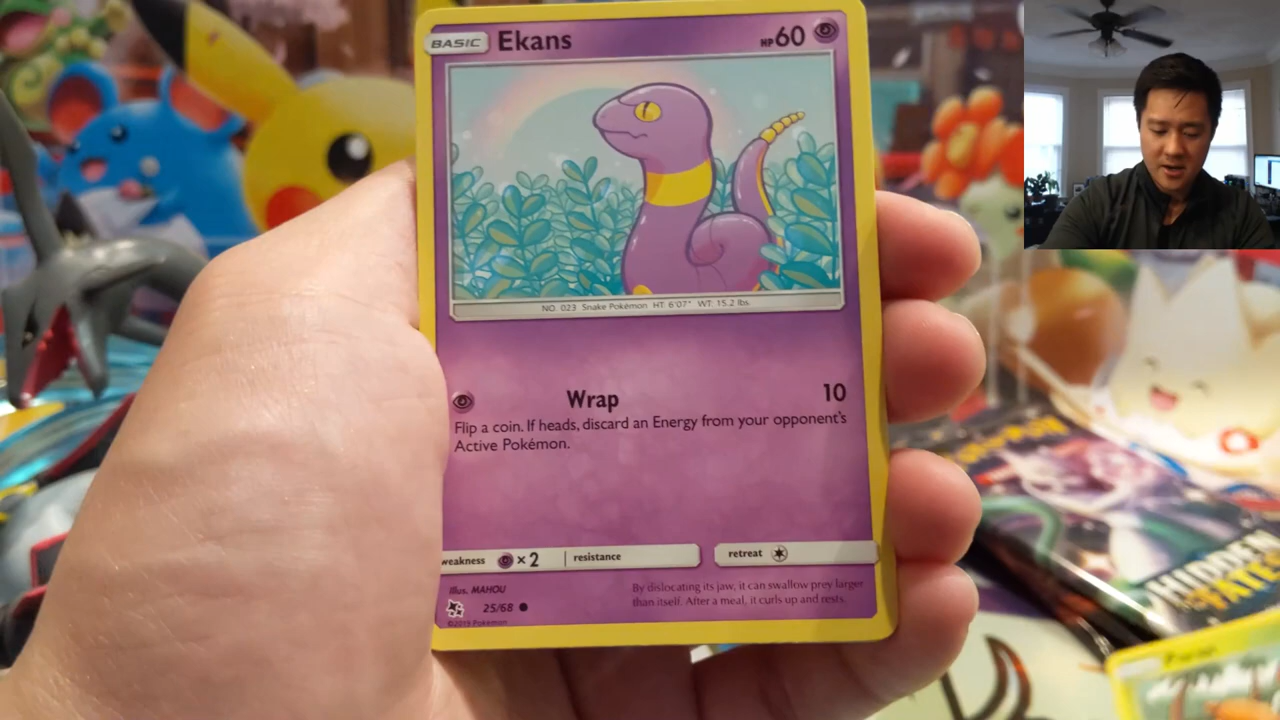 BASIC Ekans HP60
NO. 023 Snake Pokémon HT: 6'07" WT: 15.2 lbs.
Wrap 10
Flip a coin. If heads, discard an Energy from your opponent's
Active Pokémon.
weakness ×2 resistance
retreat
Illus. MAHOU
25/68
©2019 Pokémon
By dislocating its jaw, it can swallow prey larger
than itself. After a meal, it curls up and rests.
HIDDEN
FATES